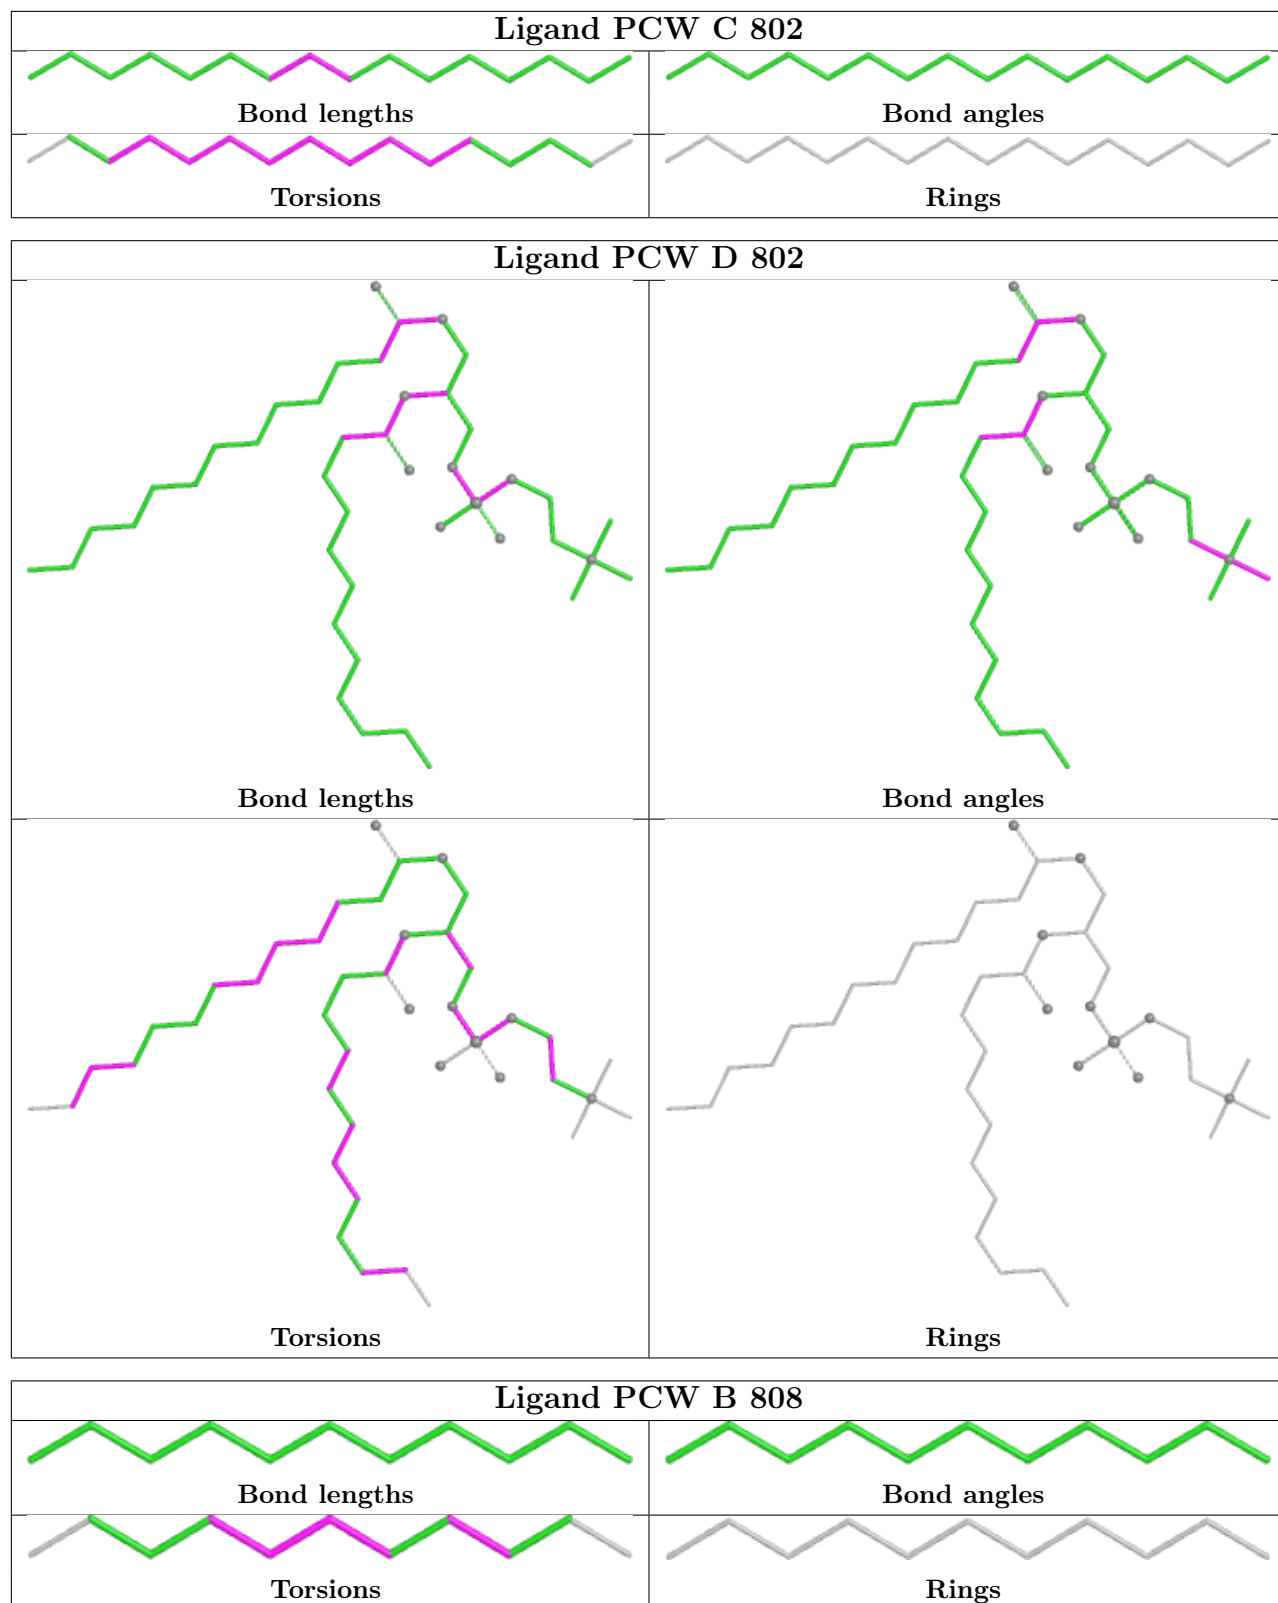 Ligand PCW C 802
Bond lengths
Bond angles
Torsions
Rings
Ligand PCW D 802
Bond lengths
Bond angles
Torsions
Rings
Ligand PCW B 808
Bond lengths
Bond angles
Torsions
Rings